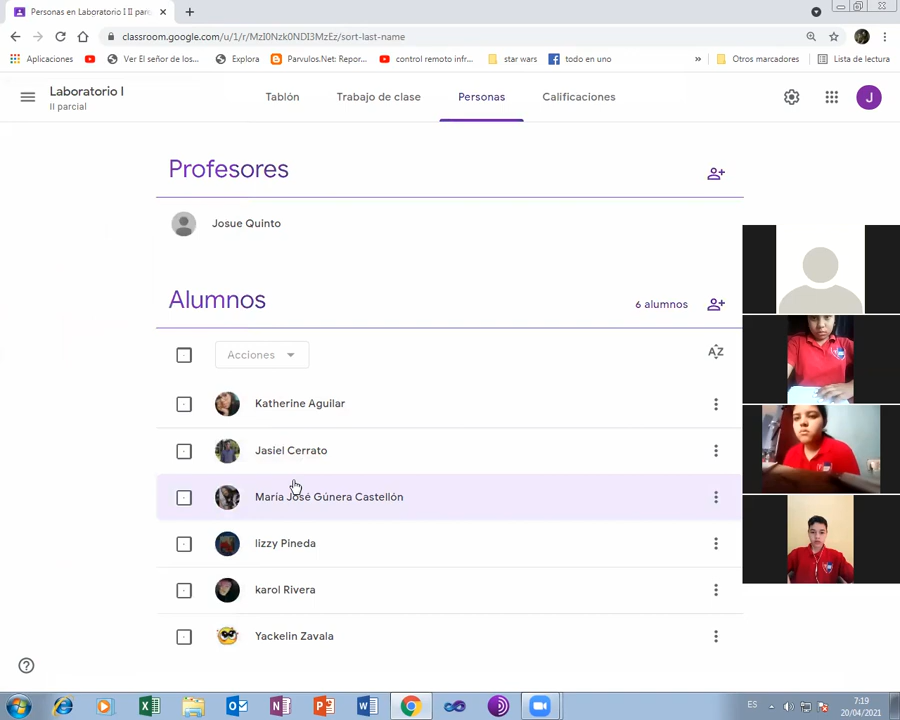 Personas en Laboratorio I II parc
classroom.google.com/u/1/r/MzI0Nzk0NDI3MzEz/sort-last-name
Aplicaciones
Ver El señor de los...
Explora
Parvulos.Net: Repor...
control remoto infr...
star wars
todo en uno
»
Otros marcadores
Lista de lectura
Laboratorio I
II parcial
Tablón
Trabajo de clase
Personas
Calificaciones
J
Profesores
Josue Quinto
Alumnos
6 alumnos
Acciones
AZ
Katherine Aguilar
Jasiel Cerrato
María José Gúnera Castellón
lizzy Pineda
karol Rivera
Yackelin Zavala
ES
7:19
20/04/2021